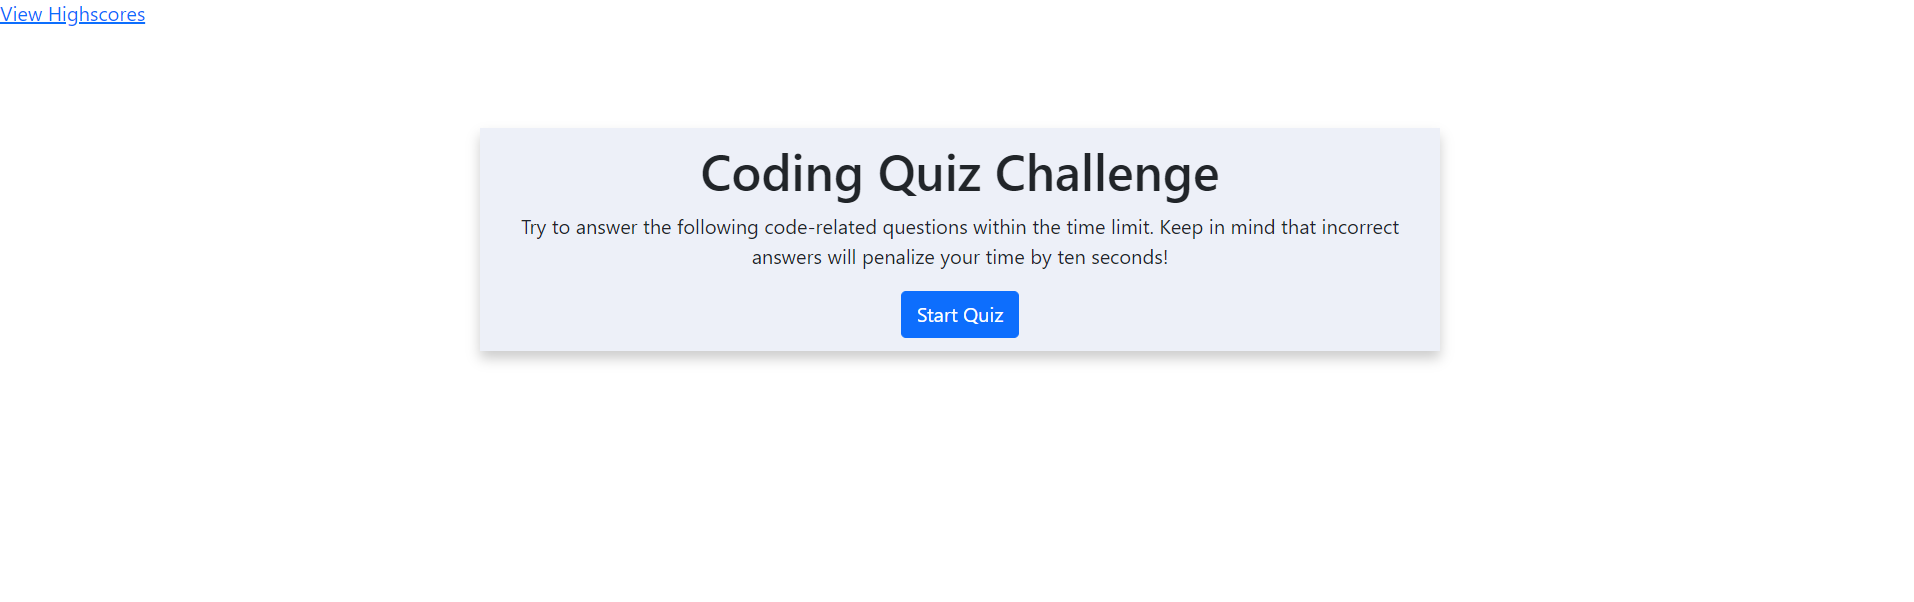 View Highscores
Coding Quiz Challenge
Try to answer the following code-related questions within the time limit. Keep in mind that incorrect
answers will penalize your time by ten seconds!
Start Quiz